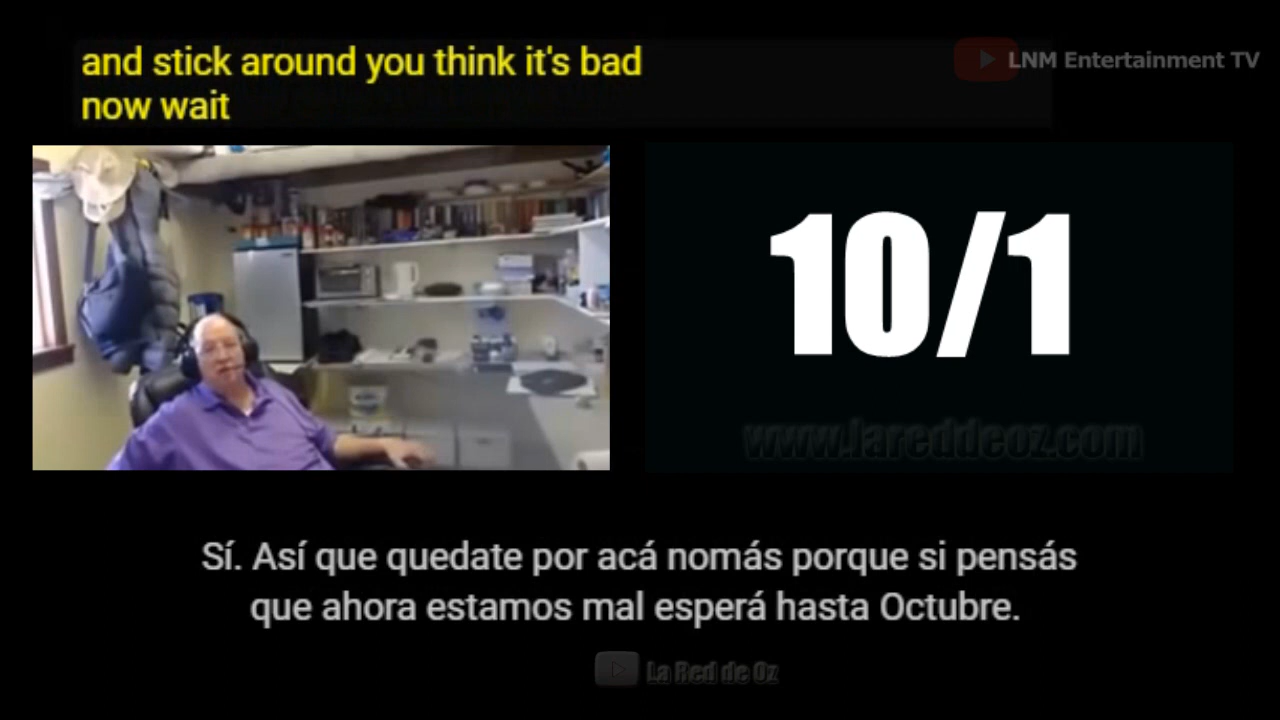 and stick around you think it's bad
now wait
LNM Entertainment TV
10/1
www.lareddeoz.com
Sí. Así que quedate por acá nomás porque si pensás
que ahora estamos mal esperá hasta Octubre.
La Red de Oz